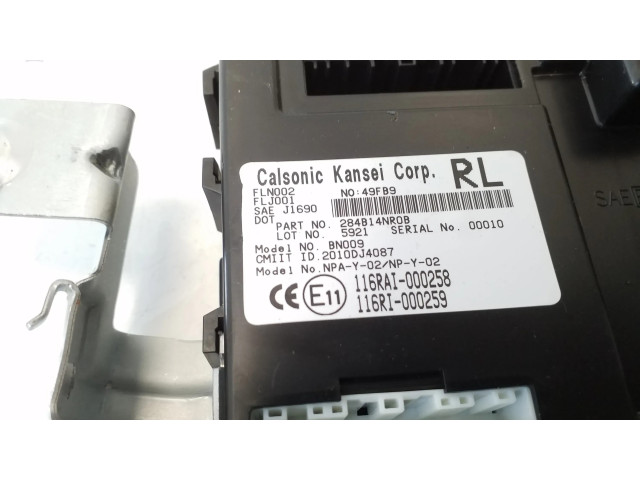 Calsonic Kansei Corp. RL
FLN002 NO:49FB9
FLJ001
SAE J1690
DOT
PART NO. 284B14NR0B
LOT NO. 5921 SERIAL No. 00010
Model No. BN009
CMIIT ID.2010DJ4087
Model No.NPA-Y-02/NP-Y-02
CE E11 116RAI-000258
116RI-000259
SAE